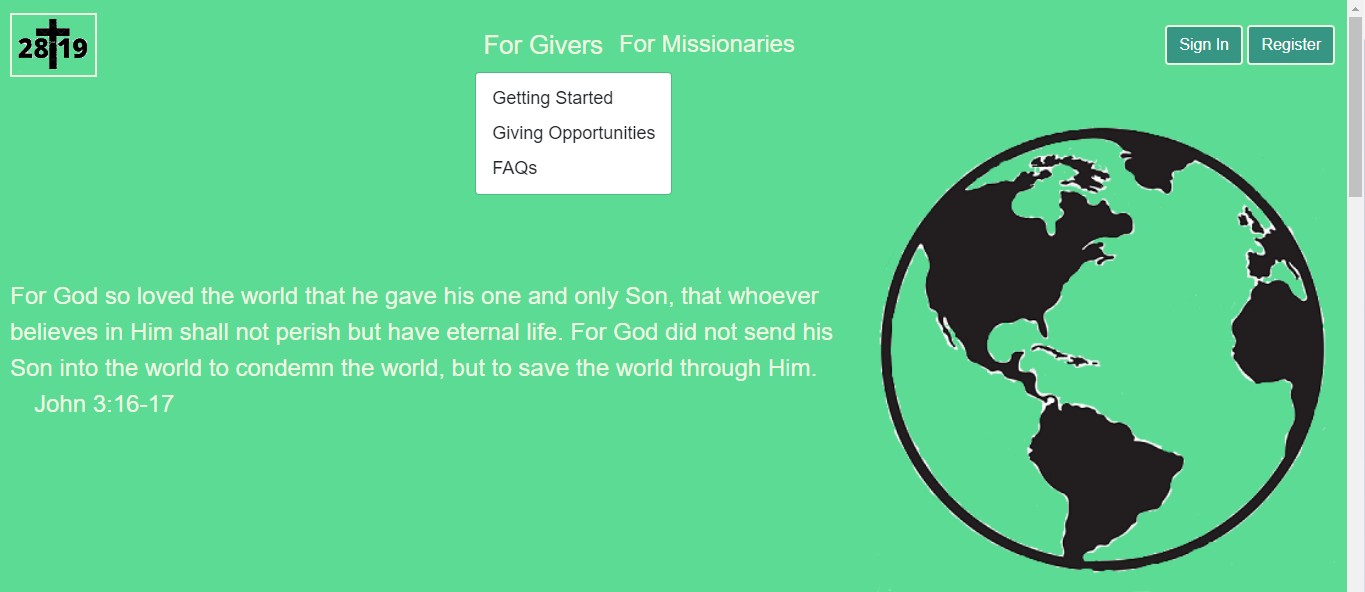 28 19
For Givers For Missionaries
Sign In Register
Getting Started
Giving Opportunities
FAQs
For God so loved the world that he gave his one and only Son, that whoever
believes in Him shall not perish but have eternal life. For God did not send his
Son into the world to condemn the world, but to save the world through Him.
John 3:16-17